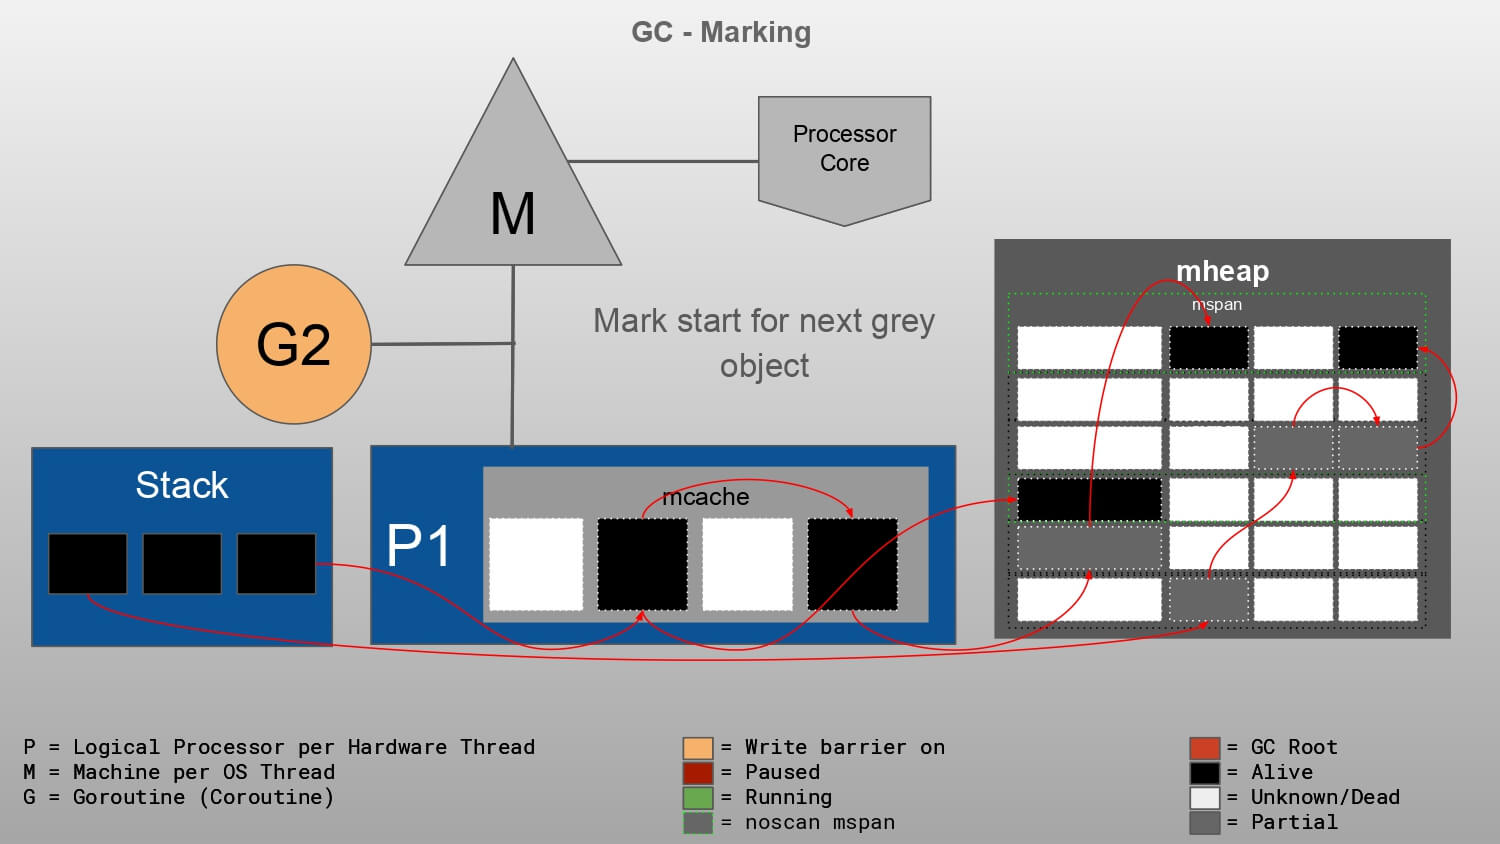 GC - Marking
Processor
Core
M
mheap
mspan
G2
Mark start for next grey
object
Stack
mcache
P1
P = Logical Processor per Hardware Thread
M = Machine per OS Thread
G = Goroutine (Coroutine)
= Write barrier on
= Paused
= Running
= noscan mspan
= GC Root
= Alive
= Unknown/Dead
= Partial